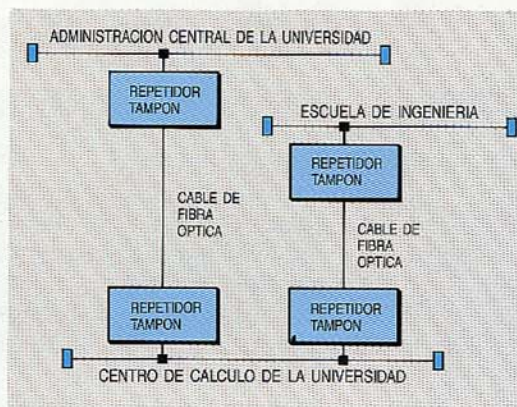 ADMINISTRACION CENTRAL DE LA UNIVERSIDAD
REPETIDOR
TAMPON
ESCUELA DE INGENIERIA
REPETIDOR
TAMPON
CABLE DE
FIBRA
OPTICA
CABLE DE
FIBRA
OPTICA
REPETIDOR
TAMPON
REPETIDOR
TAMPON
CENTRO DE CALCULO DE LA UNIVERSIDAD